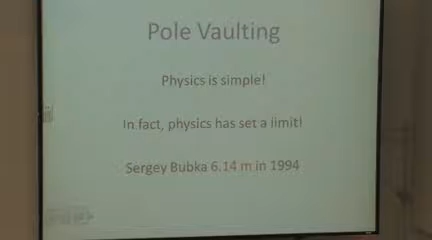 Pole Vaulting
Physics is simple!
In fact, physics has set a limit!
Sergey Bubka 6.14 m in 1994